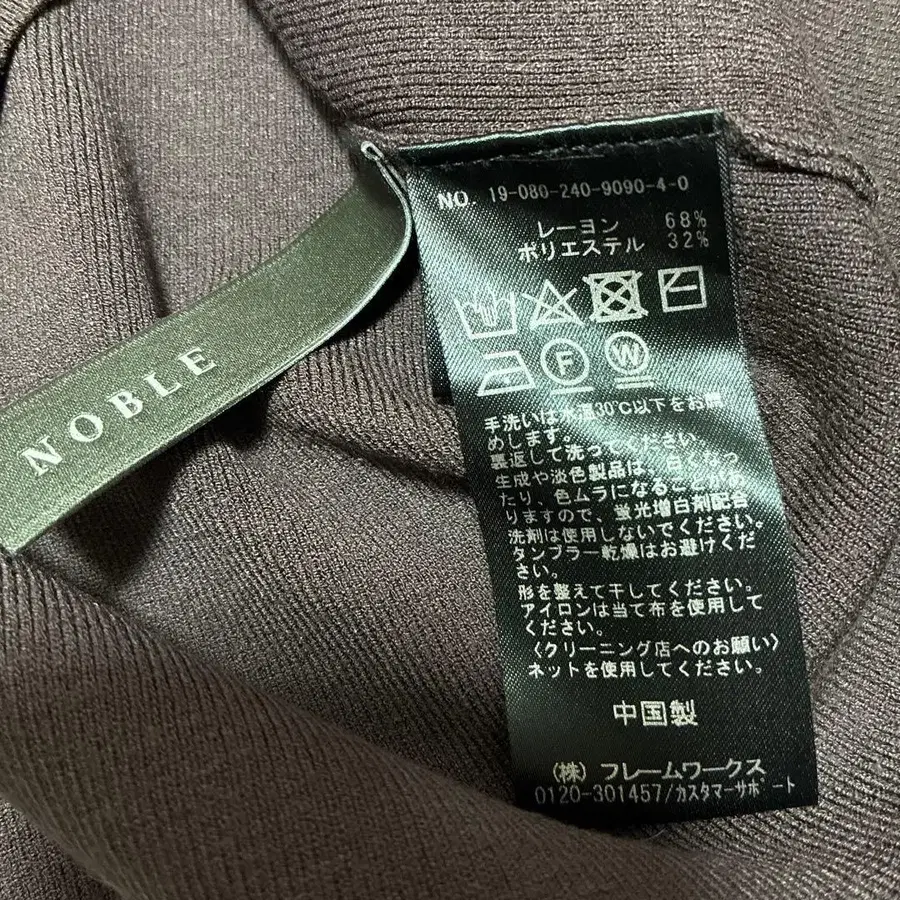 NOBLE
NO. 19-080-240-9090-4-0
レーヨン 68%
ポリエステル 32%
F W
手洗いは水温30℃以下をお薦
めします。
裏返して洗ってください。
生成や淡色製品は、白くなっ
たり、色ムラになることがあ
りますので、蛍光増白剤配合
洗剤は使用しないでください。
タンブラー乾燥はお避けくだ
さい。
形を整えて干してください。
アイロンは当て布を使用して
ください。
〈クリーニング店へのお願い〉
ネットを使用してください。
中国製
(株) フレームワークス
0120-301457/カスタマーサポート